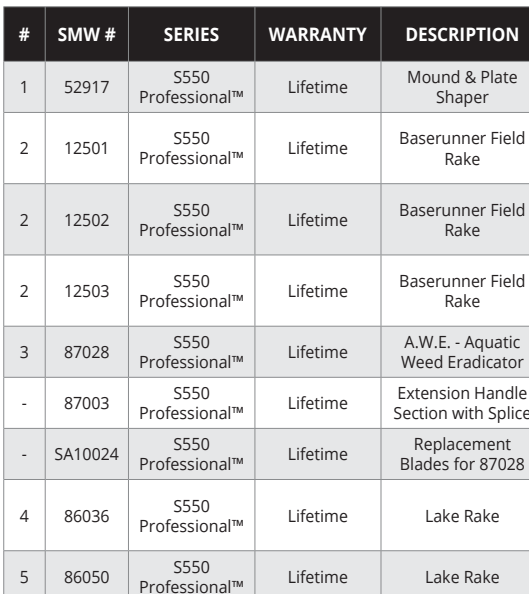 # SMW # SERIES WARRANTY DESCRIPTION
1 52917 S550 Professional™ Lifetime Mound & Plate Shaper
2 12501 S550 Professional™ Lifetime Baserunner Field Rake
2 12502 S550 Professional™ Lifetime Baserunner Field Rake
2 12503 S550 Professional™ Lifetime Baserunner Field Rake
3 87028 S550 Professional™ Lifetime A.W.E. - Aquatic Weed Eradicator
- 87003 S550 Professional™ Lifetime Extension Handle Section with Splice
- SA10024 S550 Professional™ Lifetime Replacement Blades for 87028
4 86036 S550 Professional™ Lifetime Lake Rake
5 86050 S550 Professional™ Lifetime Lake Rake